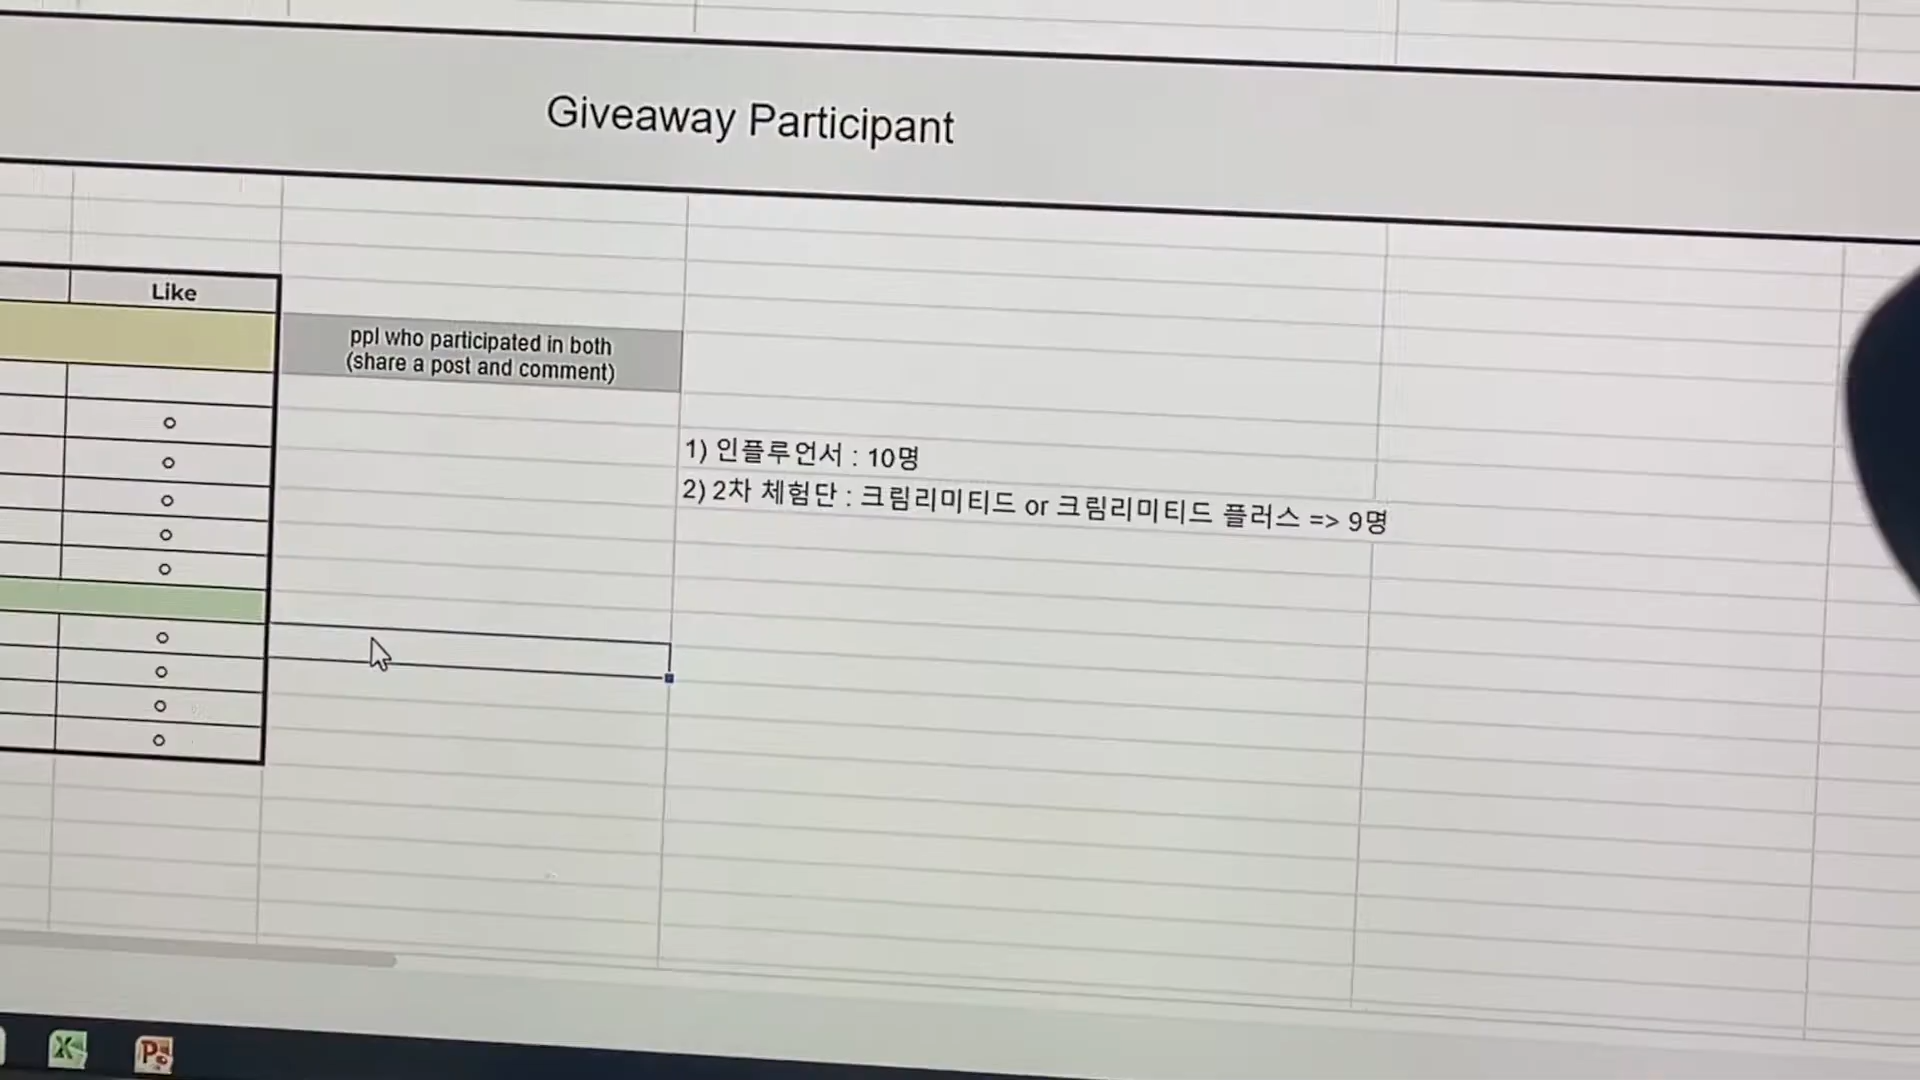 Giveaway Participant
Like
ppl who participated in both
(share a post and comment)
1) 인플루언서 : 10명
2) 2차 체험단 : 크림리미티드 or 크림리미티드 플러스 => 9명